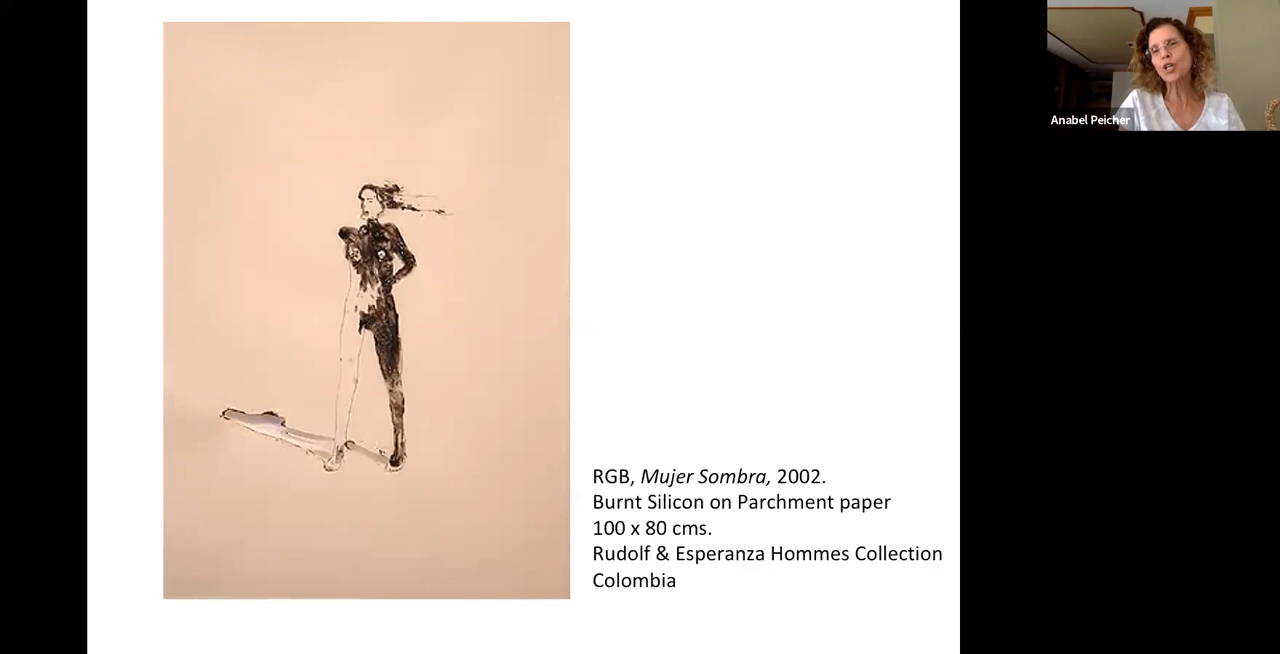 Anabel Peicher
RGB, Mujer Sombra, 2002.
Burnt Silicon on Parchment paper
100 x 80 cms.
Rudolf & Esperanza Hommes Collection
Colombia